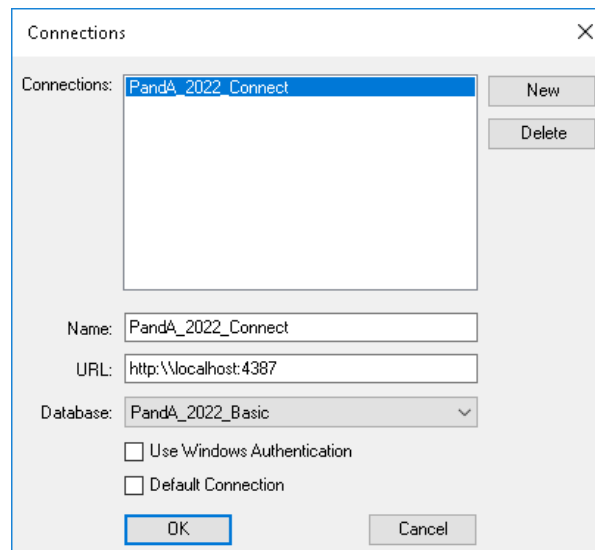 Connections
Connections: PandA_2022_Connect
New
Delete
Name: PandA_2022_Connect
URL: http:\\localhost:4387
Database: PandA_2022_Basic
Use Windows Authentication
Default Connection
OK Cancel